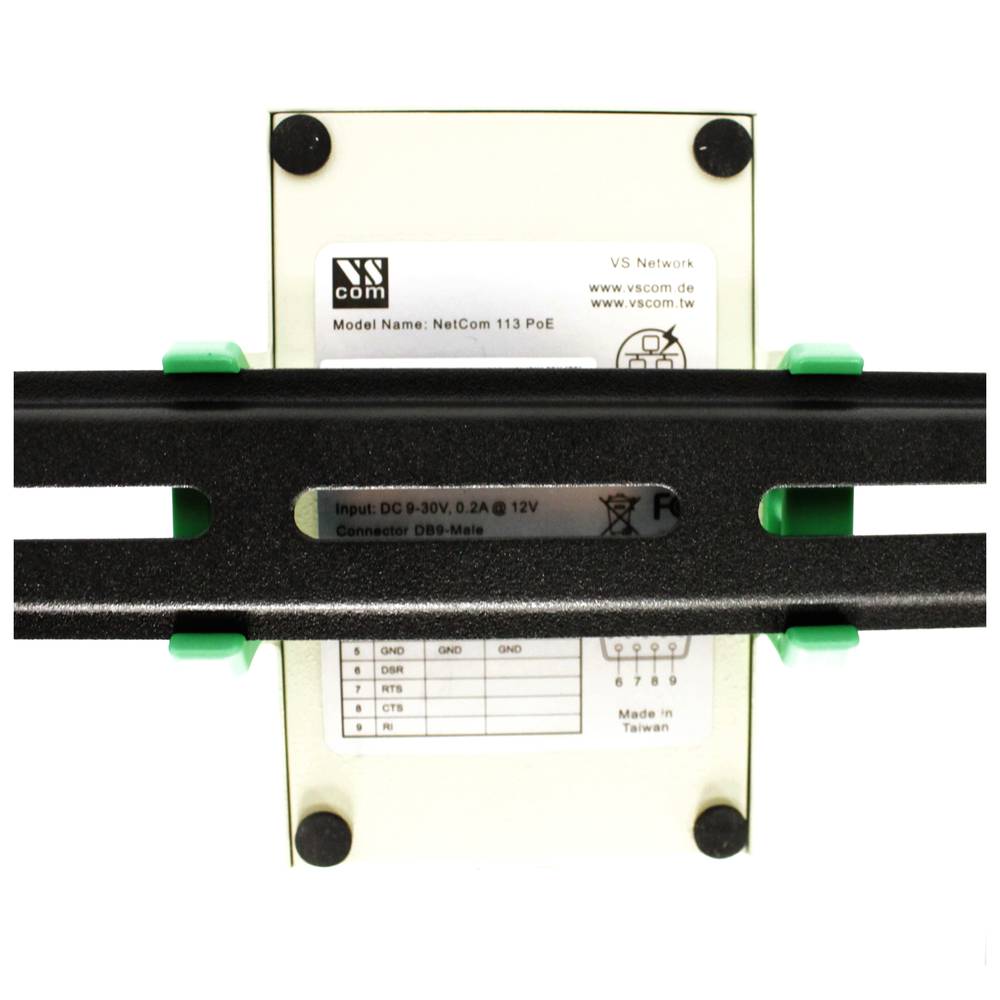 VS
com
VS Network
www.vscom.de
www.vscom.tw
Model Name: NetCom 113 PoE
Input: DC 9-30V, 0.2A @ 12V
Connector DB9-Male
5 GND GND GND
6 DSR
7 RTS
8 CTS
9 RI
6 7 8 9
Made in
Taiwan